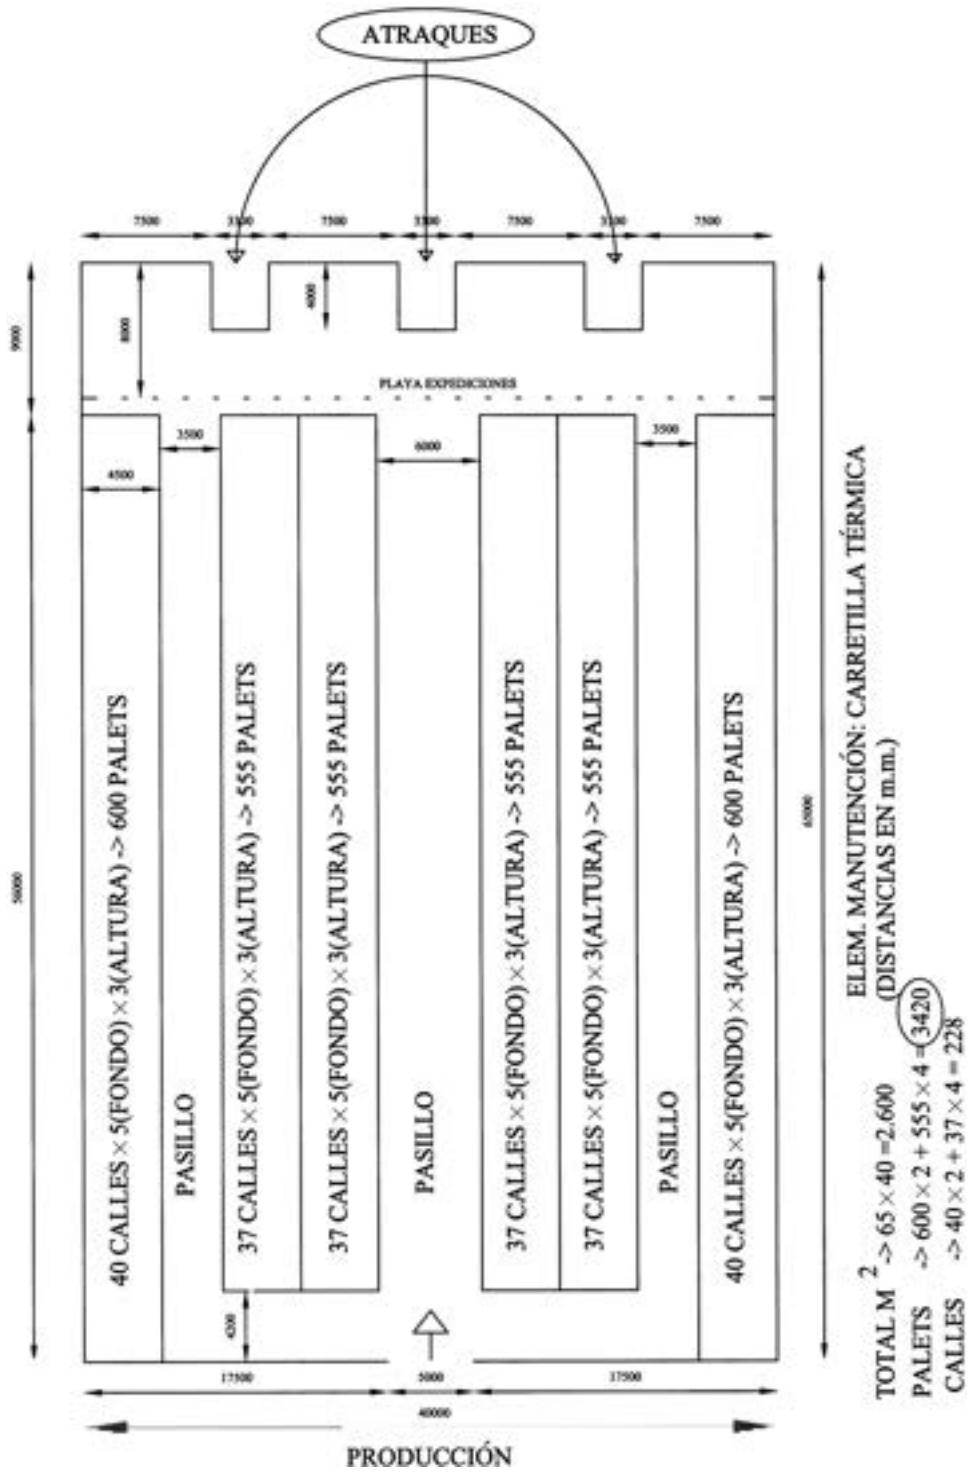 ATRAQUES
7500 3300 7500 3300 7500 3300 7500
9000
8000
4000
PLAYA EXPEDICIONES
3500
6000
3500
4500
56000
65000
40 CALLES × 5(FONDO) × 3(ALTURA) -> 600 PALETS
PASILLO
37 CALLES × 5(FONDO) × 3(ALTURA) -> 555 PALETS
37 CALLES × 5(FONDO) × 3(ALTURA) -> 555 PALETS
PASILLO
37 CALLES × 5(FONDO) × 3(ALTURA) -> 555 PALETS
37 CALLES × 5(FONDO) × 3(ALTURA) -> 555 PALETS
PASILLO
40 CALLES × 5(FONDO) × 3(ALTURA) -> 600 PALETS
4200
17500 5000 17500
40000
PRODUCCIÓN
ELEM. MANUTENCIÓN: CARRETILLA TÉRMICA
(DISTANCIAS EN m.m.)
TOTAL M 2 -> 65 × 40 =2.600
PALETS -> 600 × 2 + 555 × 4 = 3420
CALLES -> 40 × 2 + 37 × 4 = 228